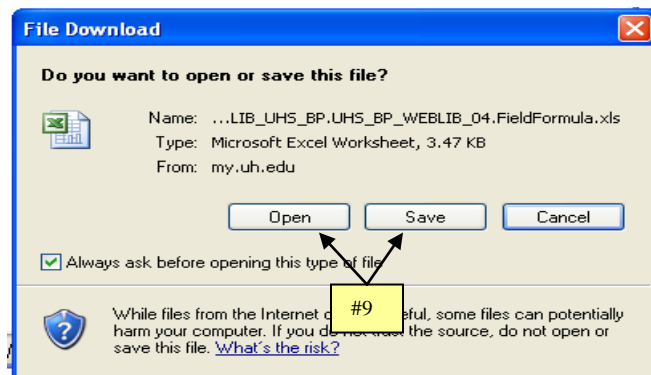 File Download
Do you want to open or save this file?
Name: ...LIB_UHS_BP.UHS_BP_WEBLIB_04.FieldFormula.xls
Type: Microsoft Excel Worksheet, 3.47 KB
From: my.uh.edu
Open Save Cancel
Always ask before opening this type of file
#9
While files from the Internet eful, some files can potentially
harm your computer. If you the source, do not open or
save this file. What's the risk?